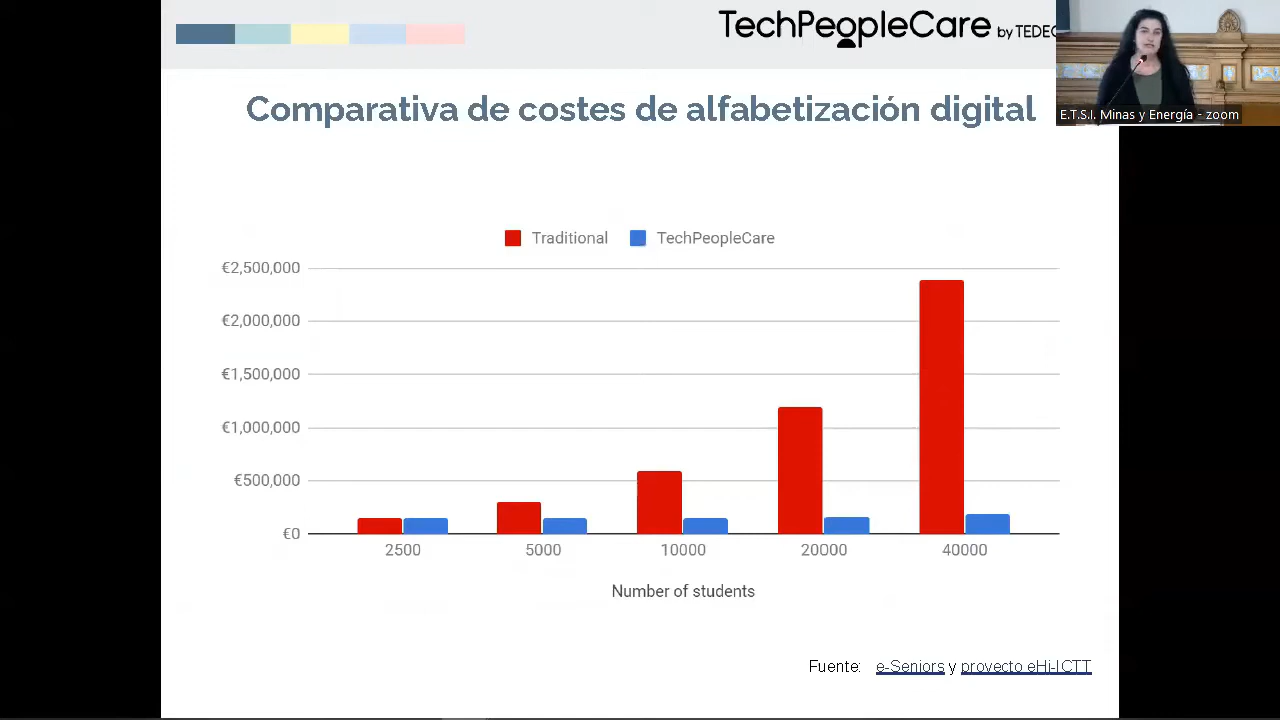 TechPeopleCare by TEDEC
E.T.S.I. Minas y Energía - zoom
Comparativa de costes de alfabetización digital
Traditional TechPeopleCare
€2,500,000
€2,000,000
€1,500,000
€1,000,000
€500,000
€0
2500 5000 10000 20000 40000
Number of students
Fuente: e-Seniors y proyecto eHi-ICTT